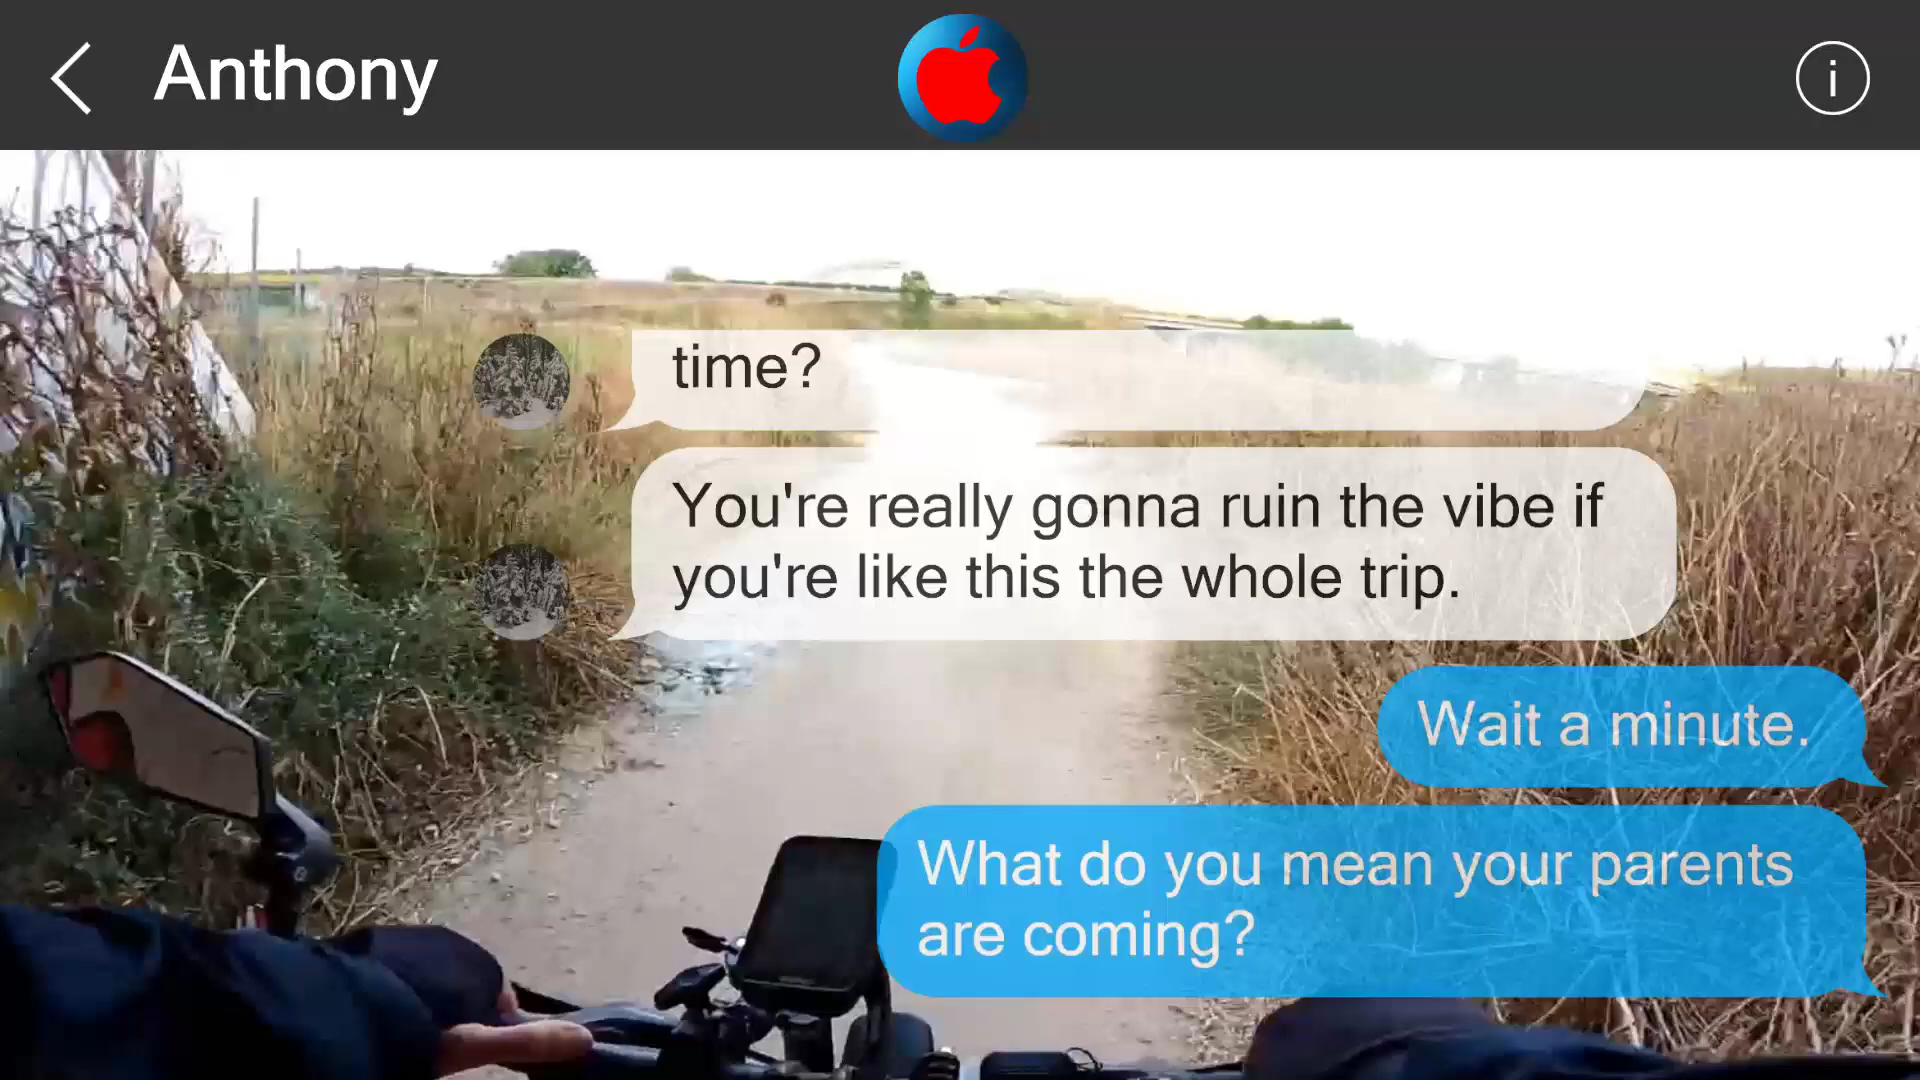 Anthony
i
time?
You're really gonna ruin the vibe if
you're like this the whole trip.
Wait a minute.
What do you mean your parents
are coming?